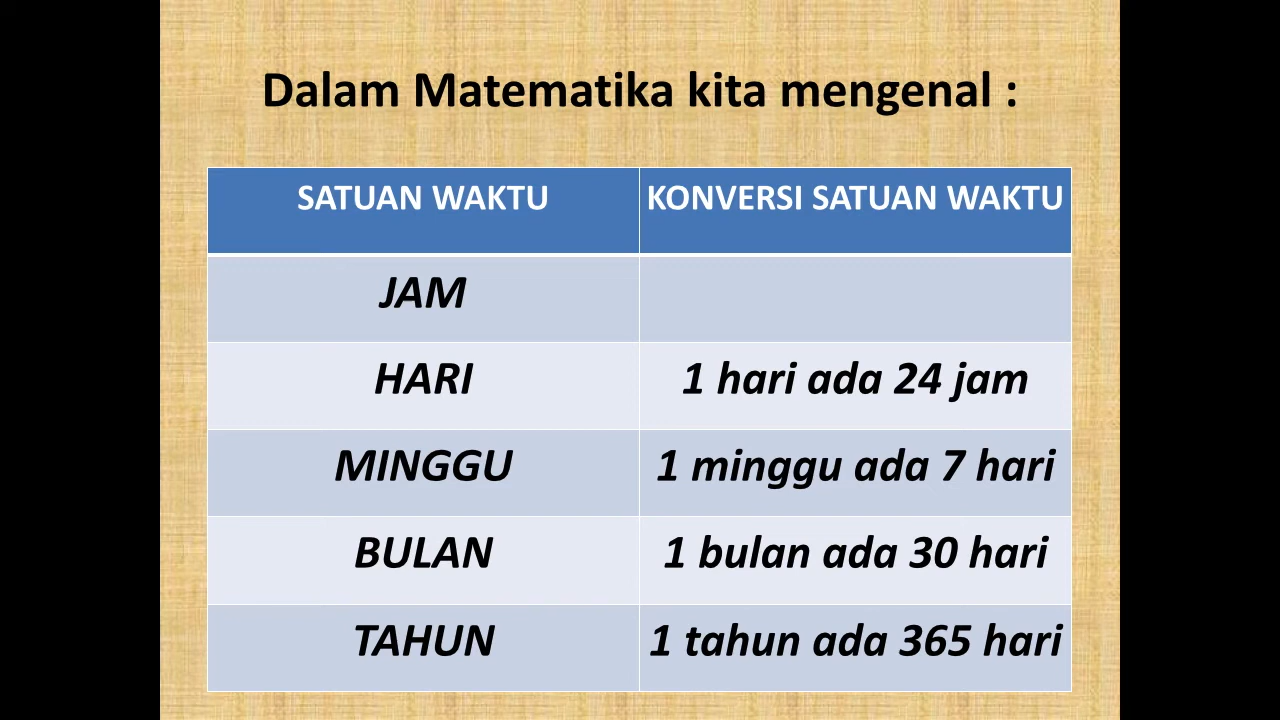 Dalam Matematika kita mengenal :
SATUAN WAKTU
KONVERSI SATUAN WAKTU
JAM
HARI
1 hari ada 24 jam
MINGGU
1 minggu ada 7 hari
BULAN
1 bulan ada 30 hari
TAHUN
1 tahun ada 365 hari